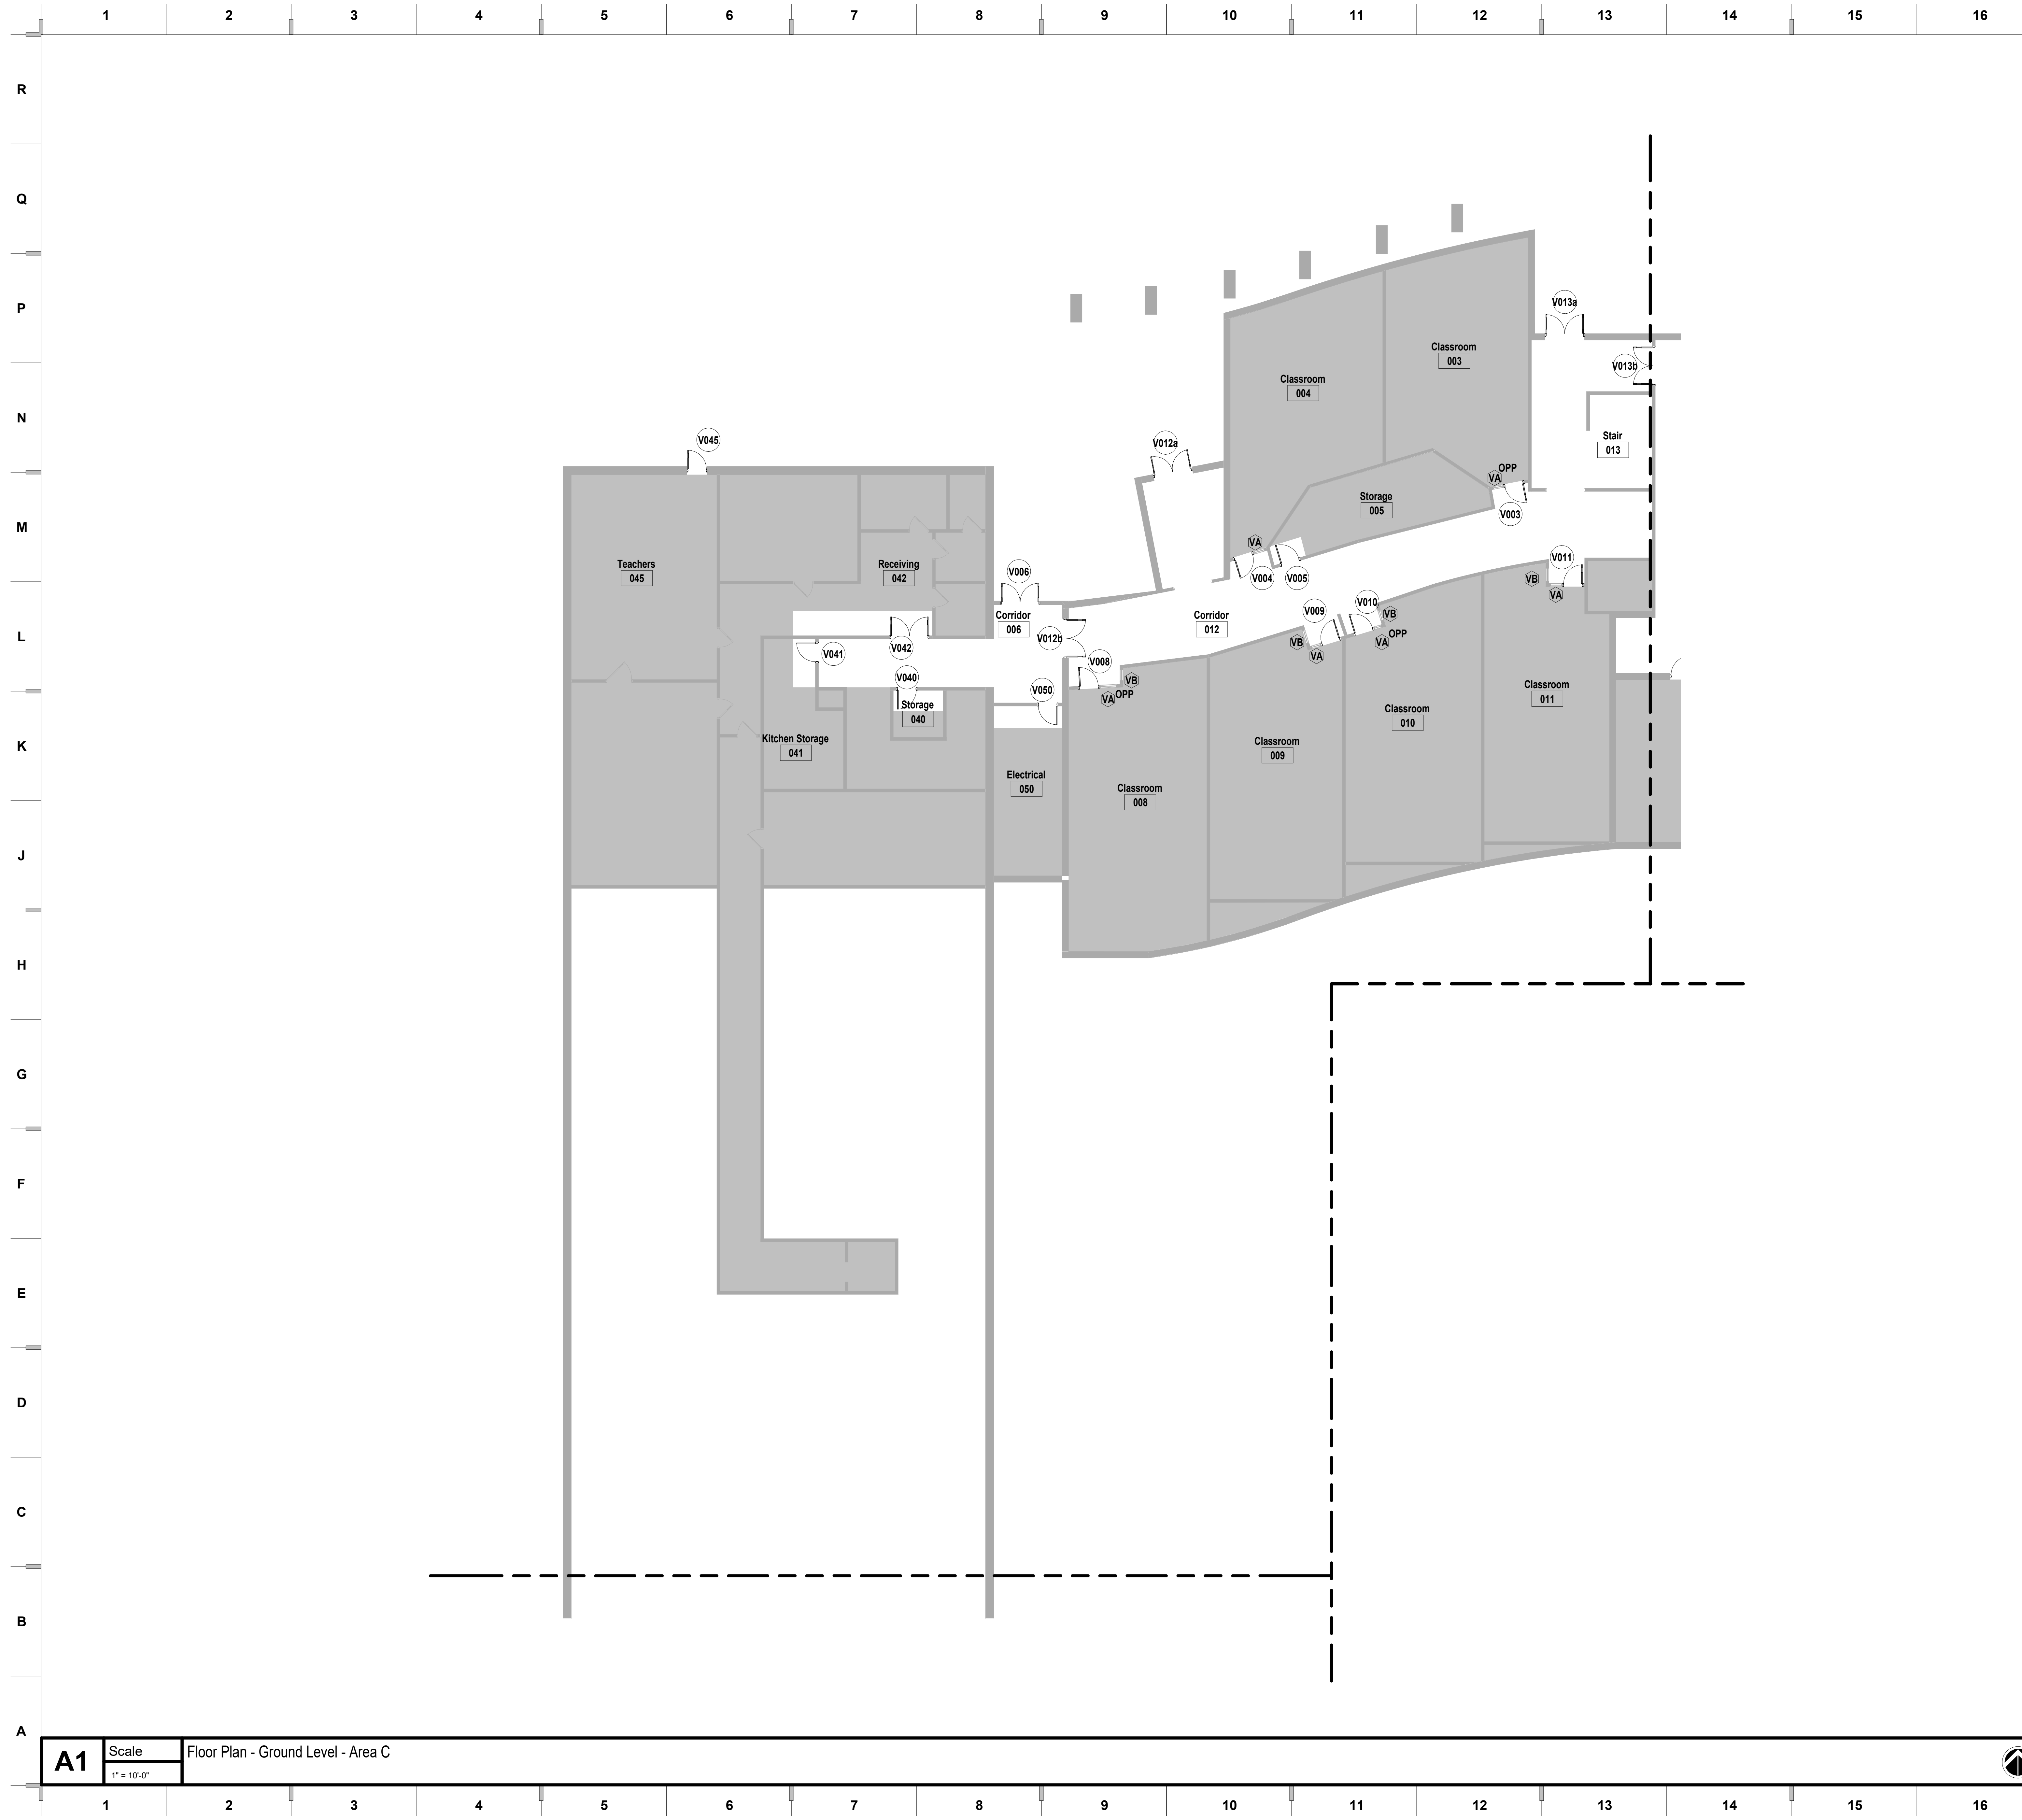 1 2 3 4 5 6 7 8 9 10 11 12 13 14 15 16
R
Q
P
N
M
L
K
J
H
G
F
E
D
C
B
A
V013a
Classroom
003
V013b
Classroom
004
Stair
013
V045
V012a
OPP
VA
Storage
005
V003
VA
V011
Teachers
045
Receiving
042
V006
V004
V005
VB
VA
Corridor
006
Corridor
012
V009
V010
VB
OPP
V012b
VB
VA
VA
V042
V041
V008
V040
V050
VB
OPP
VA
Storage
040
Classroom
011
Classroom
010
Kitchen Storage
041
Classroom
009
Electrical
050
Classroom
008
A1
Scale
1" = 10'-0"
Floor Plan - Ground Level - Area C
1 2 3 4 5 6 7 8 9 10 11 12 13 14 15 16